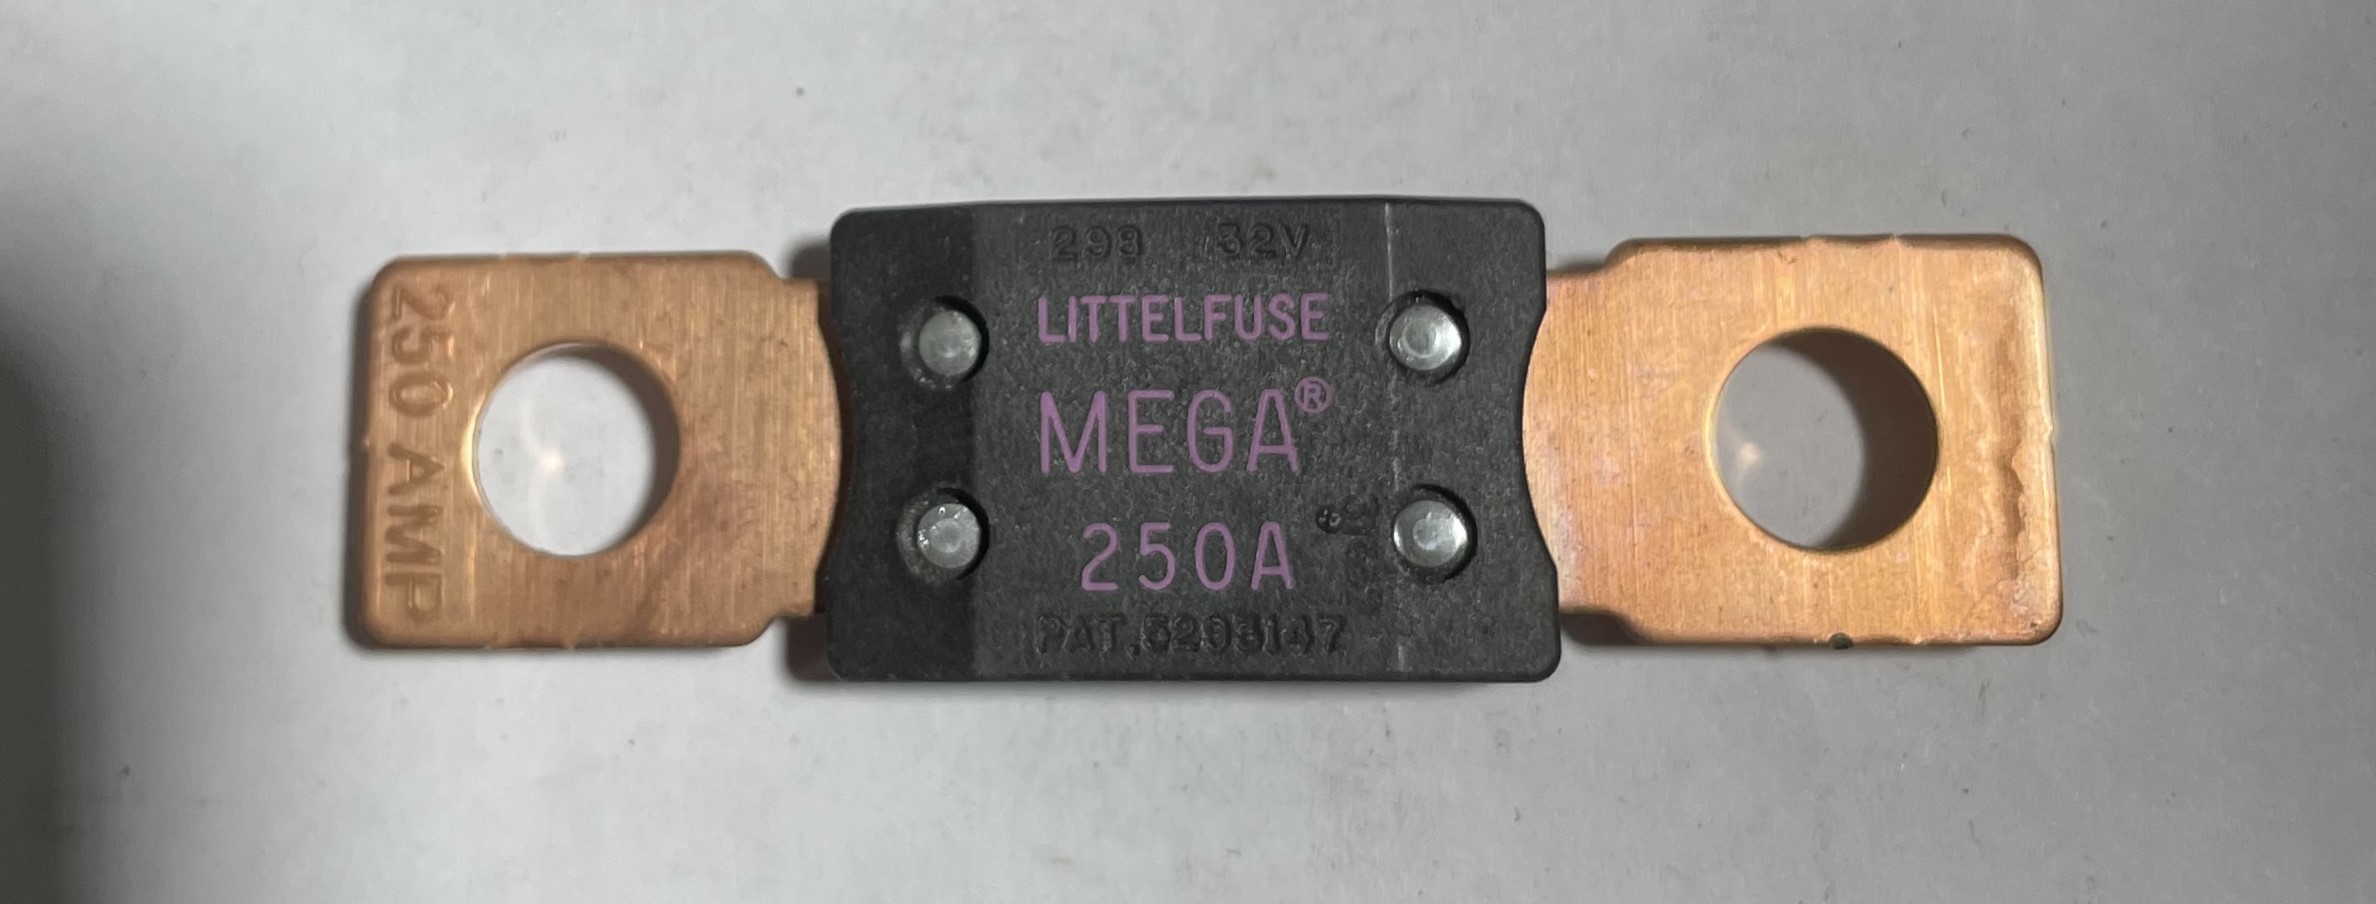 298 32V
LITTELFUSE
MEGA®
250A
PAT.5293147
250 AMP